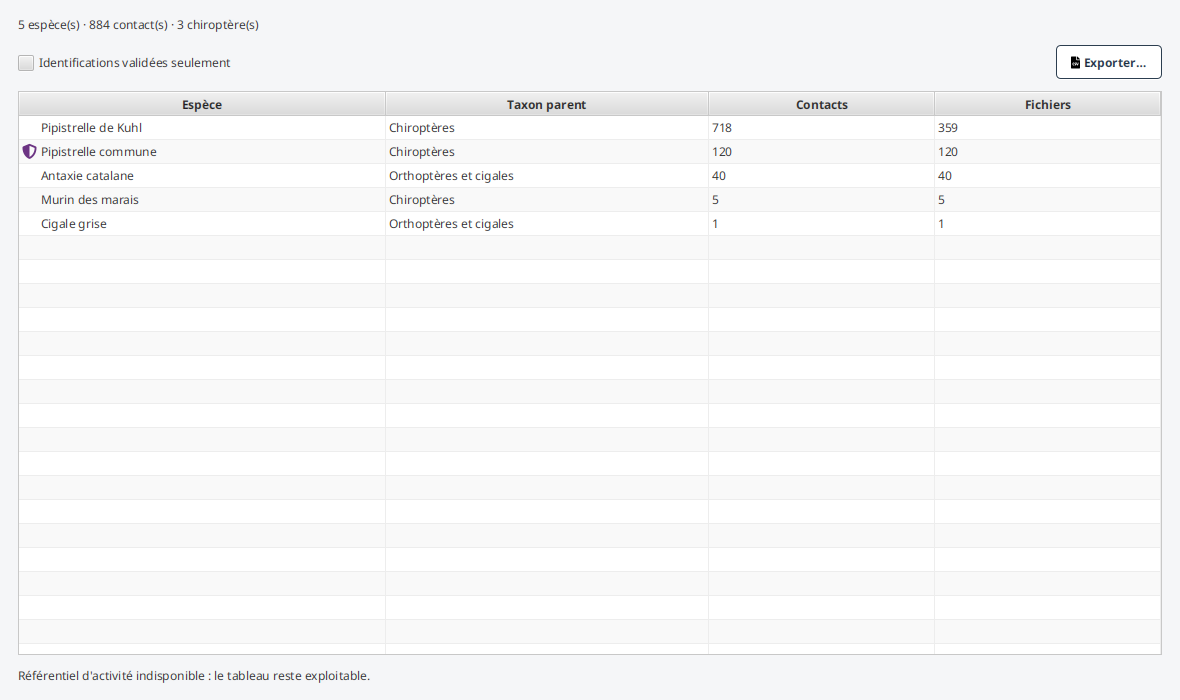 5 espèce(s) · 884 contact(s) · 3 chiroptère(s)
Identifications validées seulement
Exporter...
Espèce Taxon parent Contacts Fichiers
Pipistrelle de Kuhl Chiroptères 718 359
Pipistrelle commune Chiroptères 120 120
Antaxie catalane Orthoptères et cigales 40 40
Murin des marais Chiroptères 5 5
Cigale grise Orthoptères et cigales 1 1
Référentiel d'activité indisponible : le tableau reste exploitable.